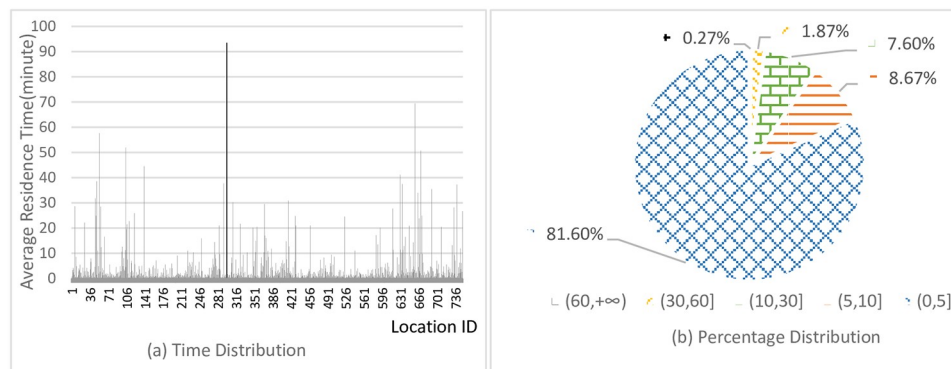 100
90
80
70
60
50
40
30
20
10
0
Average Residence Time(minute)
1 36 71 106 141 176 211 246 281 316 351 386 421 456 491 526 561 596 631 666 701 736
Location ID
(a) Time Distribution
0.27% 1.87%
7.60%
8.67%
81.60%
(60,+∞) (30,60] (10,30] (5,10] (0,5]
(b) Percentage Distribution